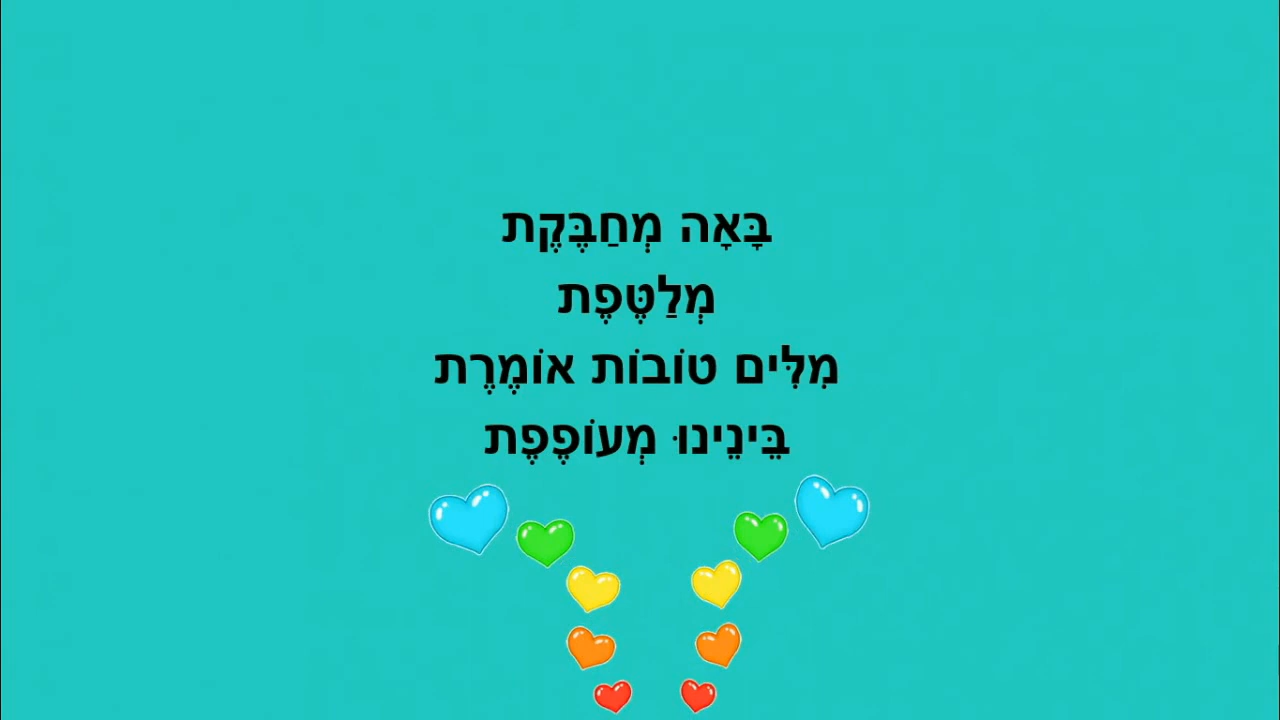 בָּאָה מְחַבֶּקֶת
מְלַטֶּפֶת
מִלִּים טוֹבוֹת אוֹמֶרֶת
בֵּינֵינוּ מְעוֹפֶפֶת